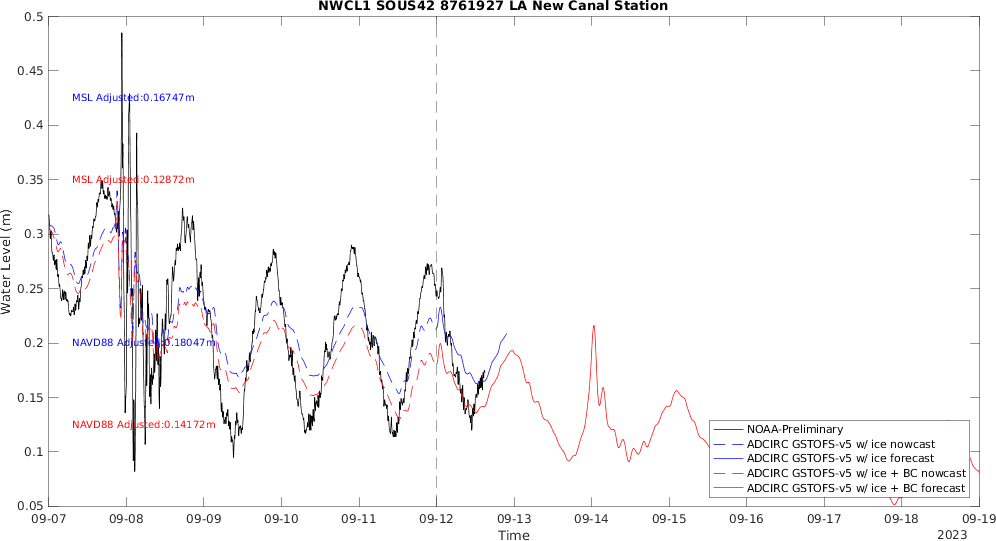 NWCL1 SOUS42 8761927 LA New Canal Station
0.5
0.45
0.4
0.35
0.3
0.25
0.2
0.15
0.1
0.05
Water Level (m)
MSL Adjusted:0.16747m
MSL Adjusted:0.12872m
NAVD88 Adjusted:0.18047m
NAVD88 Adjusted:0.14172m
NOAA-Preliminary
ADCIRC GSTOFS-v5 w/ ice nowcast
ADCIRC GSTOFS-v5 w/ ice forecast
ADCIRC GSTOFS-v5 w/ ice + BC nowcast
ADCIRC GSTOFS-v5 w/ ice + BC forecast
09-07 09-08 09-09 09-10 09-11 09-12 09-13 09-14 09-15 09-16 09-17 09-18 09-19
Time
2023